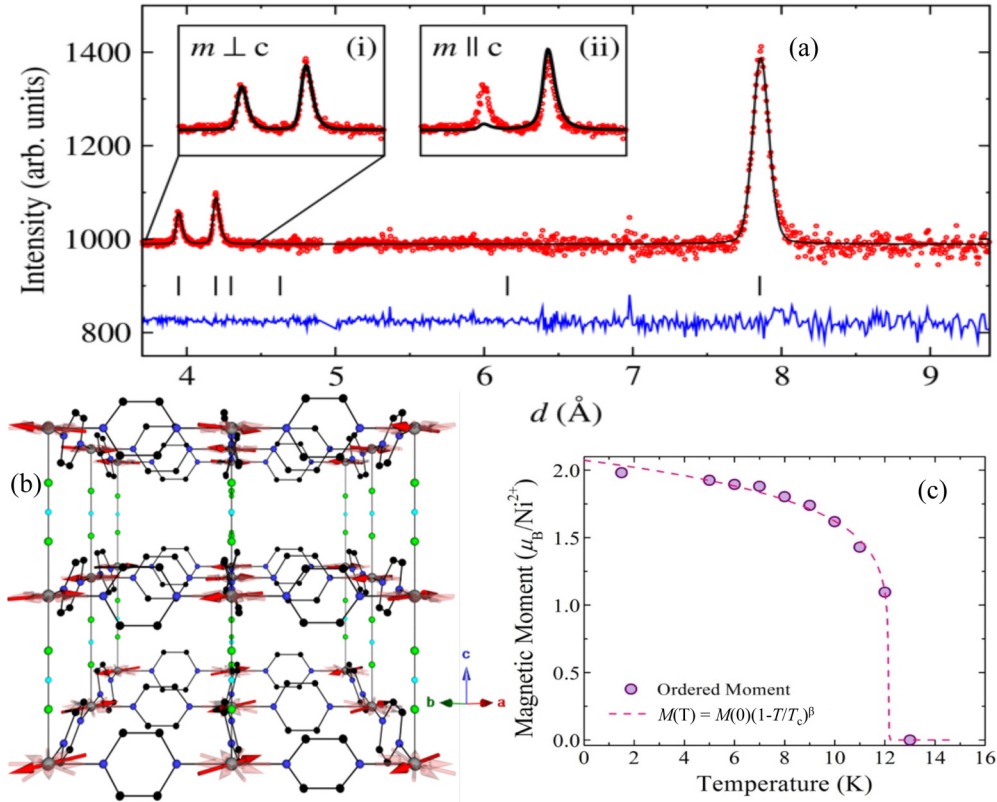 m ⊥ c (i)
m || c (ii)
(a)
Intensity (arb. units)
1400
1200
1000
800
4 5 6 7 8 9
d (Å)
(b)
c
b a
(c)
Magnetic Moment (μB/Ni2+)
2.0
1.5
1.0
0.5
0.0
Ordered Moment
M(T) = M(0)(1-T/Tc)β
0 2 4 6 8 10 12 14 16
Temperature (K)